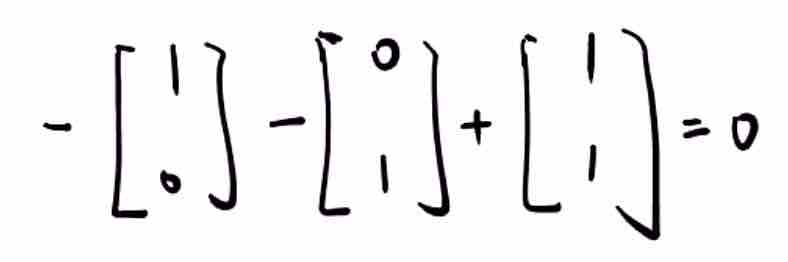 - [1 0] - [0 1] + [1 1] = 0